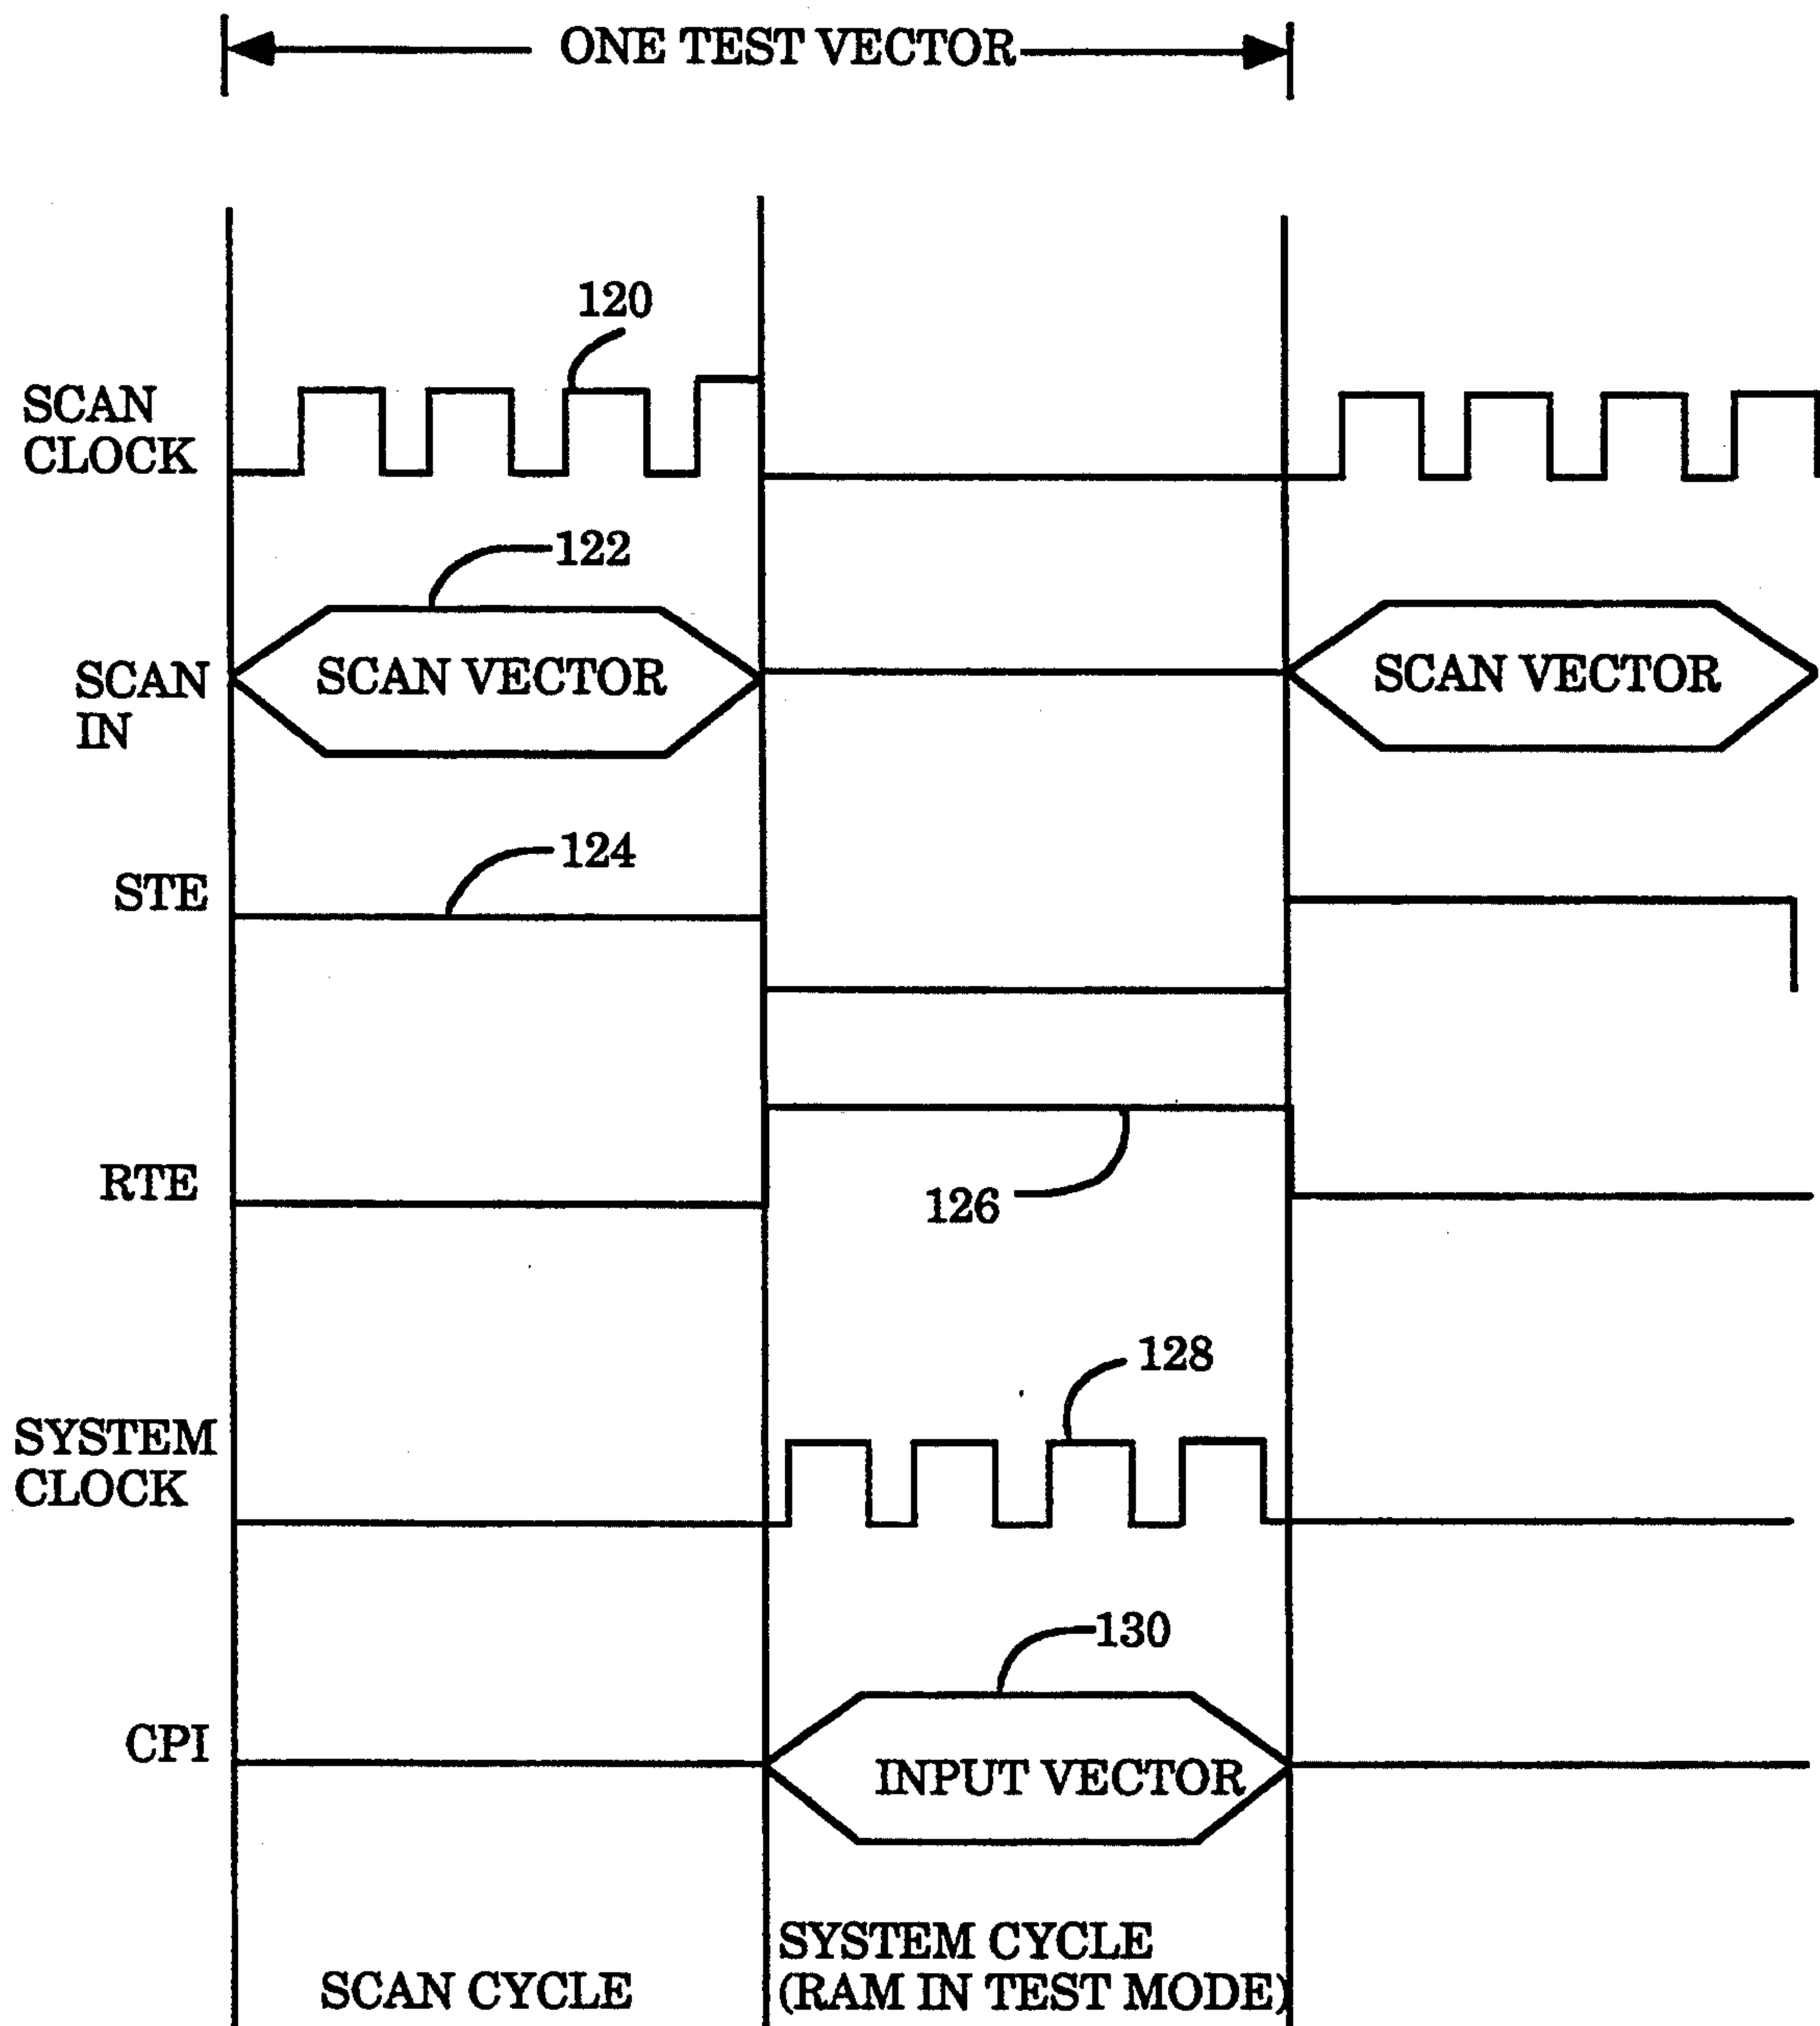 ONE TEST VECTOR
120
SCAN
CLOCK
122
SCAN VECTOR
SCAN VECTOR
SCAN
IN
124
STE
RTE
126
128
SYSTEM
CLOCK
130
CPI
INPUT VECTOR
SCAN CYCLE
SYSTEM CYCLE
(RAM IN TEST MODE)